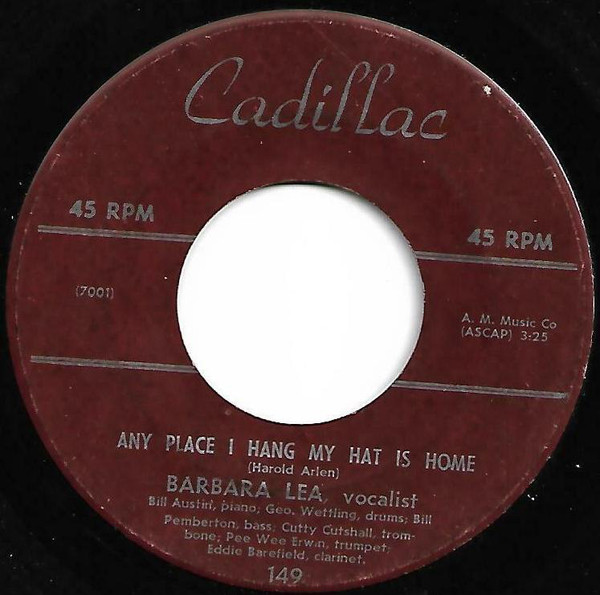 Cadillac
45 RPM
45 RPM
(7001)
A. M. Music Co
(ASCAP) 3:25
ANY PLACE I HANG MY HAT IS HOME
(Harold Arlen)
BARBARA LEA, vocalist
Bill Austin, piano; Geo. Wettling, drums; Bill
Pemberton, bass; Cutty Cutshall, trom-
bone; Pee Wee Erwin, trumpet;
Eddie Barefield, clarinet.
149